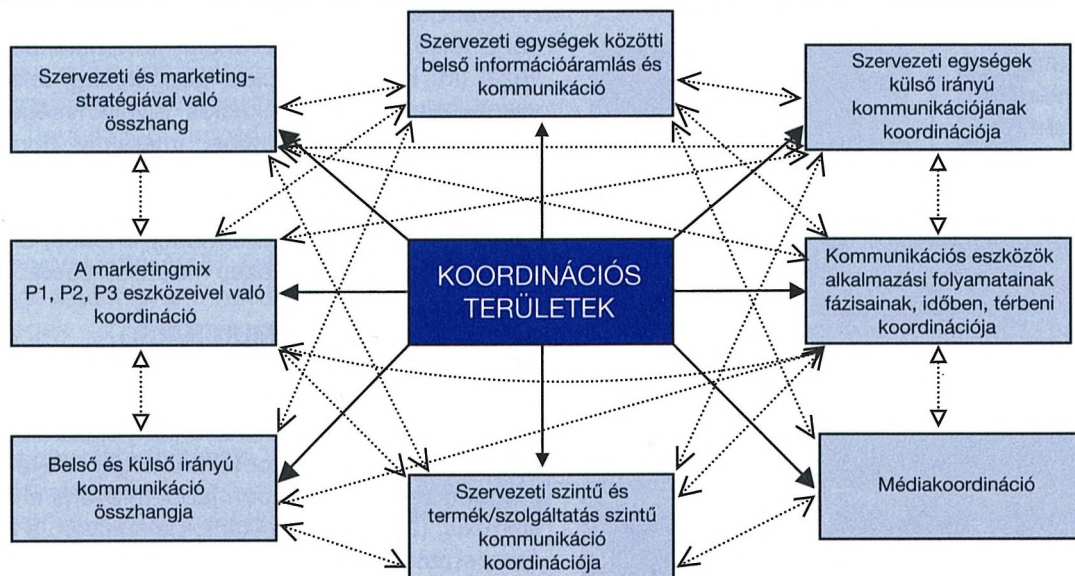 Szervezeti és marketing-
stratégiával való
összhang
Szervezeti egységek közötti
belső információáramlás és
kommunikáció
Szervezeti egységek
külső irányú
kommunikációjának
koordinációja
A marketingmix
P1, P2, P3 eszközeivel való
koordináció
KOORDINÁCIÓS
TERÜLETEK
Kommunikációs eszközök
alkalmazási folyamatainak
fázisainak, időben, térbeni
koordinációja
Belső és külső irányú
kommunikáció
összhangja
Szervezeti szintű és
termék/szolgáltatás szintű
kommunikáció
koordinációja
Médiakoordináció